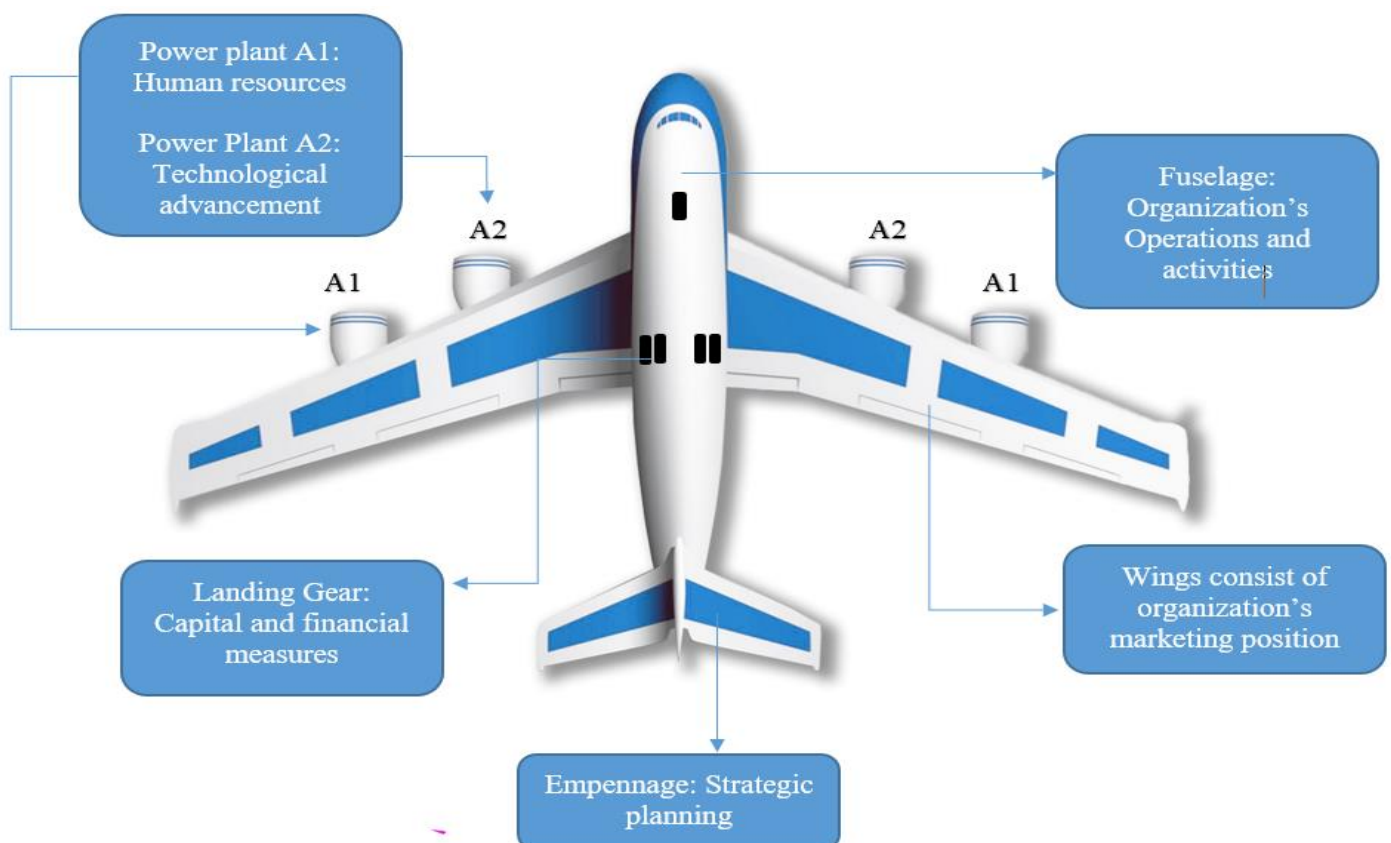 Power plant A1:
Human resources
Power Plant A2:
Technological
advancement
A2
A1
A2
A1
Fuselage:
Organization's
Operations and
activities
Landing Gear:
Capital and financial
measures
Wings consist of
organization's
marketing position
Empennage: Strategic
planning